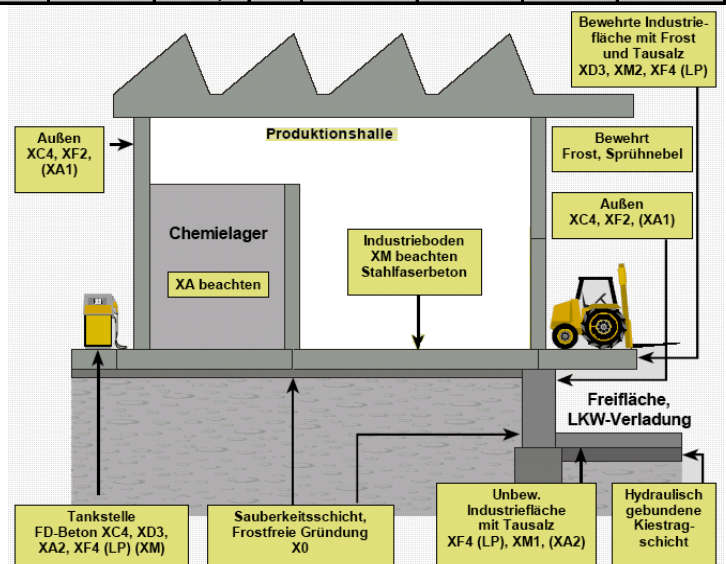 Bewehrte Industrie-
fläche mit Frost
und Tausalz
XD3, XM2, XF4 (LP)
Produktionshalle
Außen
XC4, XF2,
(XA1)
Bewehrt
Frost, Sprühnebel
Außen
XC4, XF2, (XA1)
Chemielager
XA beachten
Industrieboden
XM beachten
Stahlfaserbeton
Freifläche,
LKW-Verladung
Tankstelle
FD-Beton XC4, XD3,
XA2, XF4 (LP) (XM)
Sauberkeitsschicht,
Frostfreie Gründung
X0
Unbew.
Industriefläche
mit Tausalz
XF4 (LP), XM1, (XA2)
Hydraulisch
gebundene
Kiestrag-
schicht